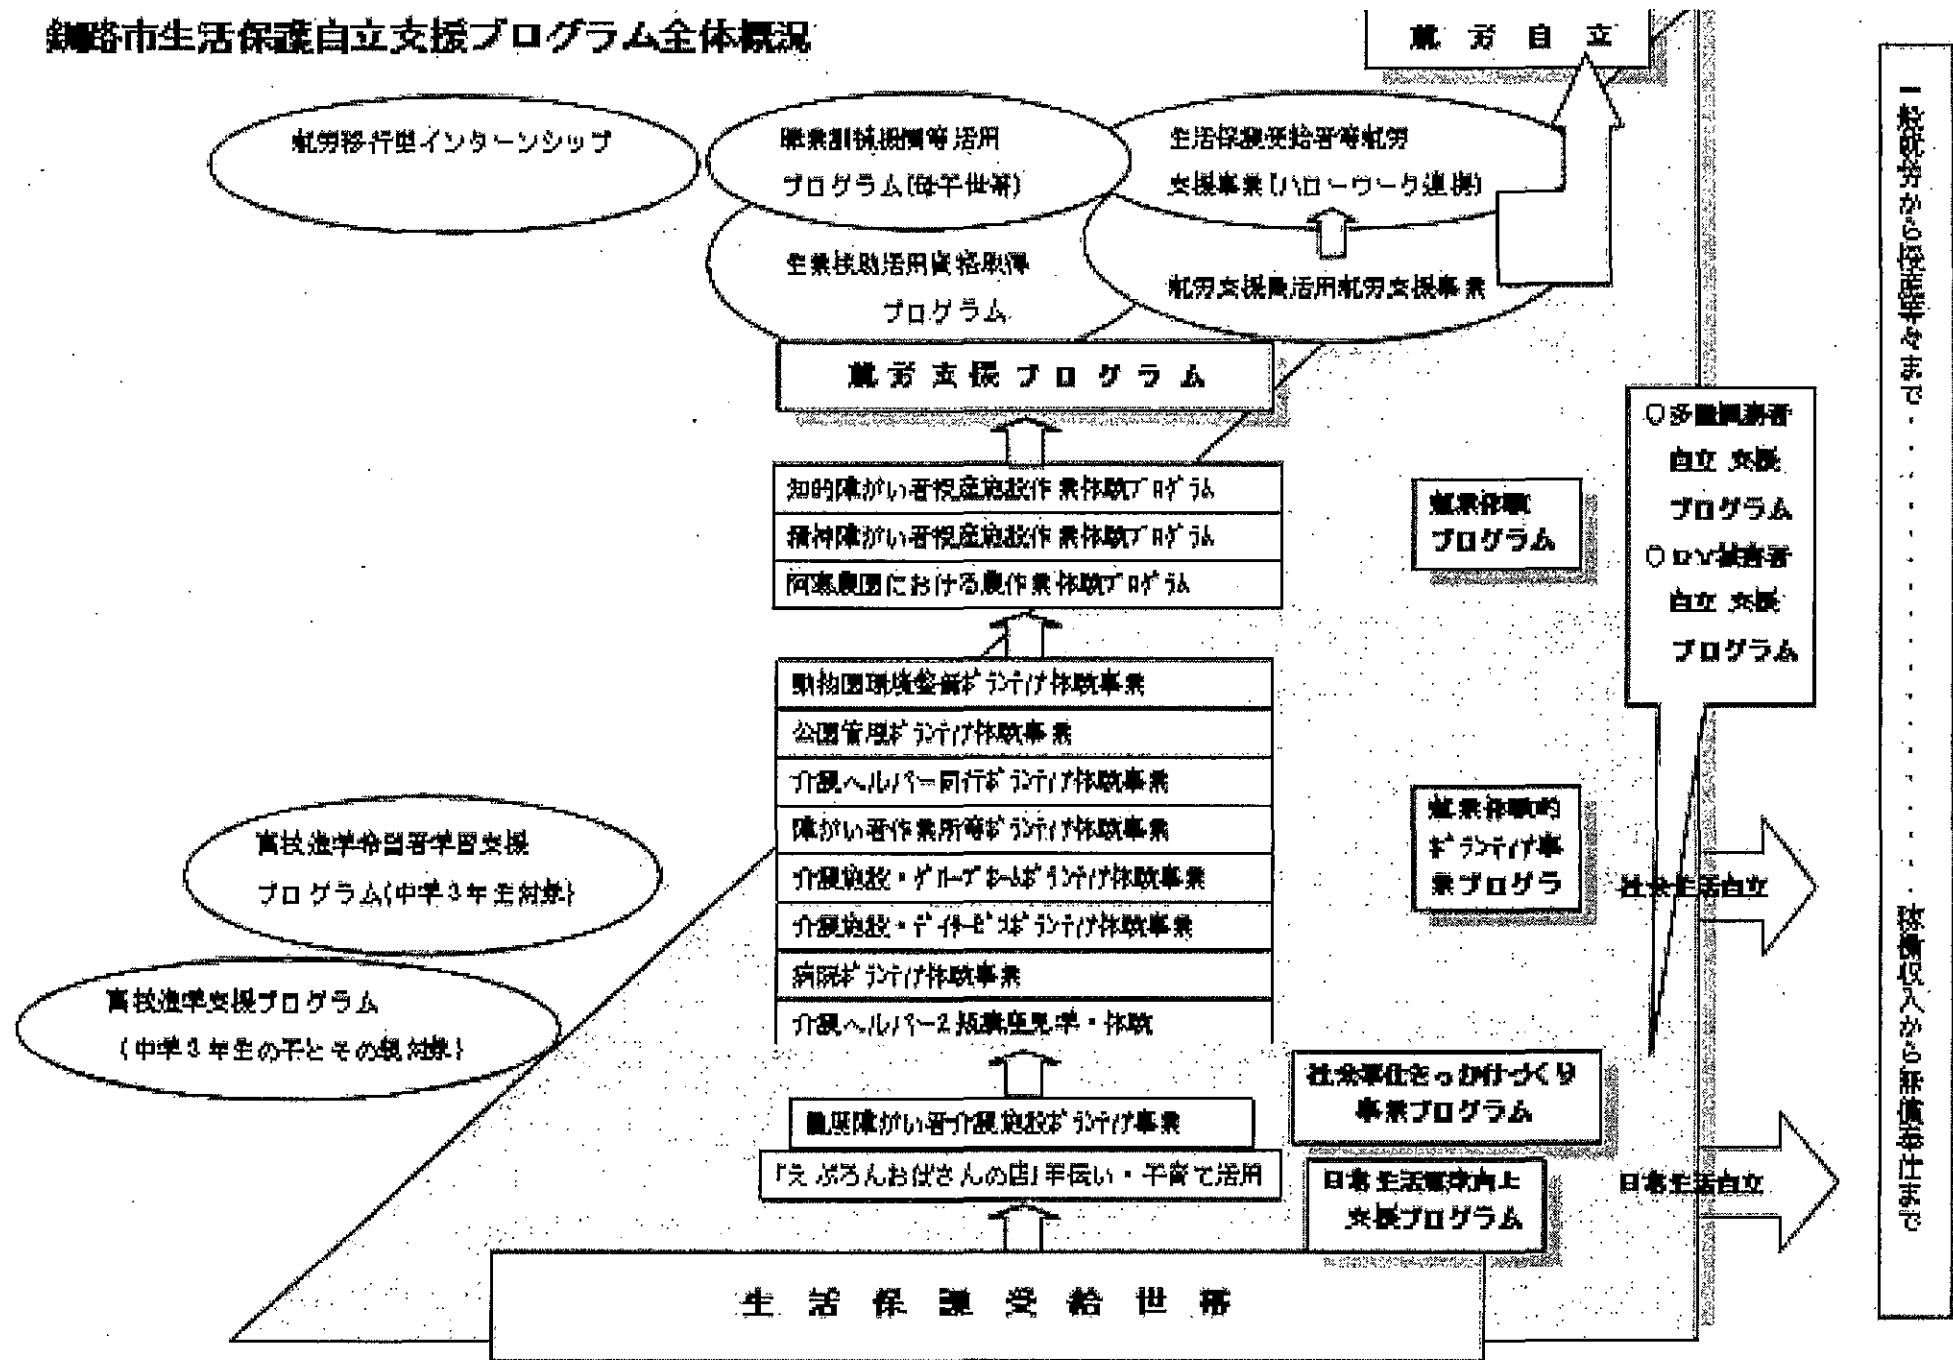 釧路市生活保護自立支援プログラム全体概況
就労自立
就労移行型インターンシップ
職業訓練機関等活用
プログラム(母子世帯)
生活保護受給者等就労
支援事業(ハローワーク連携)
生業扶助活用資格取得
プログラム
就労支援員活用就労支援事業
就労支援プログラム
知的障がい者授産施設作業体験プログラム
精神障がい者授産施設作業体験プログラム
阿寒農園における農作業体験プログラム
就業体験
プログラム
○多重債務者
自立支援
プログラム
○DV被害者
自立支援
プログラム
動物園環境整備ボランティア体験事業
公園管理ボランティア体験事業
介護ヘルパー同行ボランティア体験事業
障がい者作業所等ボランティア体験事業
介護施設・グループホームボランティア体験事業
介護施設・デイサービスボランティア体験事業
病院ボランティア体験事業
介護ヘルパー2級講座見学・体験
就業体験的
ボランティア事
業プログラ
社会生活自立
高校進学希望者学習支援
プログラム(中学3年生対象)
高校進学支援プログラム
(中学3年生の子とその親対象)
社会奉仕きっかけづくり
事業プログラム
障がい者介護施設ボランティア事業
「えぷろんおばさんの店」手伝い・子育て活用
日常生活意欲向上
支援プログラム
日常生活自立
生活保護受給世帯
一般就労から授産等々まで・・・・・・・・・・・・体操収入から無償奉仕まで